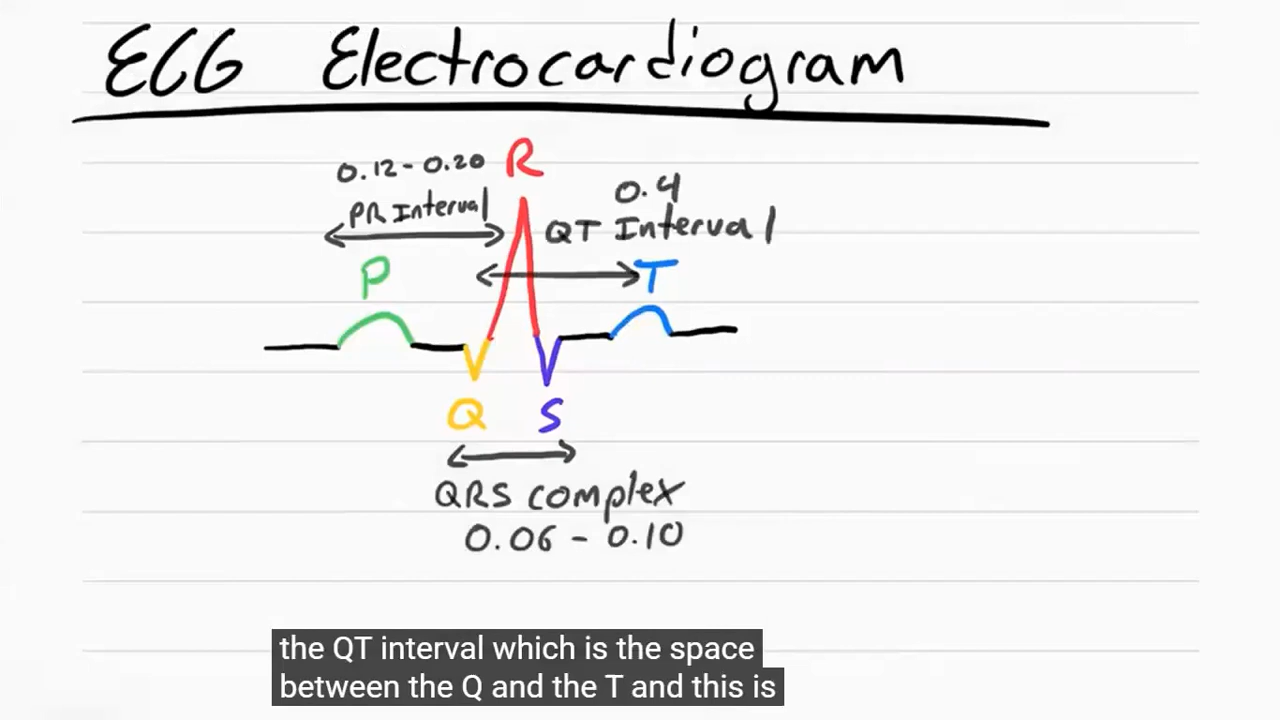 ECG Electrocardiogram
0.12 - 0.20
R
PR Interval
0.4
QT Interval
P
T
Q
S
QRS complex
0.06 - 0.10
the QT interval which is the space
between the Q and the T and this is